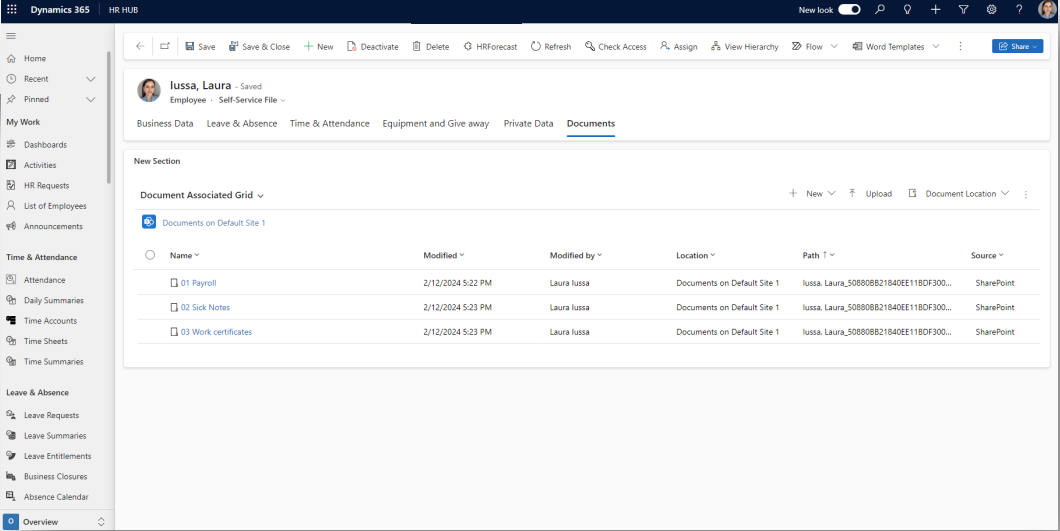 Dynamics 365 HR HUB New look
Save Save & Close + New Deactivate Delete HRForecast Refresh Check Access Assign View Hierarchy Flow Word Templates Share
Home
Recent
Pinned
My Work
Dashboards
Activities
HR Requests
List of Employees
Announcements
Time & Attendance
Attendance
Daily Summaries
Time Accounts
Time Sheets
Time Summaries
Leave & Absence
Leave Requests
Leave Summaries
Leave Entitlements
Business Closures
Absence Calendar
O Overview
Iussa, Laura - Saved
Employee · Self-Service File
Business Data Leave & Absence Time & Attendance Equipment and Give away Private Data Documents
New Section
Document Associated Grid + New Upload Document Location
Documents on Default Site 1
Name Modified Modified by Location Path ↑ Source
01 Payroll 2/12/2024 5:22 PM Laura Iussa Documents on Default Site 1 Iussa, Laura_50880BB21840EE11BDF300... SharePoint
02 Sick Notes 2/12/2024 5:23 PM Laura Iussa Documents on Default Site 1 Iussa, Laura_50880BB21840EE11BDF300... SharePoint
03 Work certificates 2/12/2024 5:23 PM Laura Iussa Documents on Default Site 1 Iussa, Laura_50880BB21840EE11BDF300... SharePoint